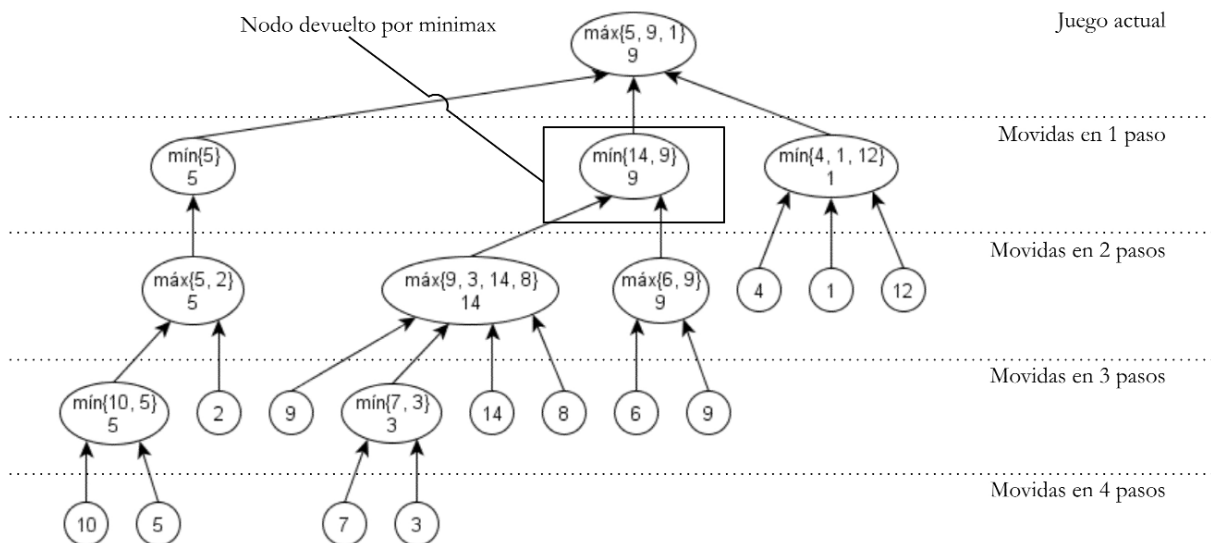 Juego actual
Nodo devuelto por minimax
máx{5, 9, 1}
9
Movidas en 1 paso
mín{5}
5
mín{14, 9}
9
mín{4, 1, 12}
1
Movidas en 2 pasos
máx{5, 2}
5
máx{9, 3, 14, 8}
14
máx{6, 9}
9
4
1
12
Movidas en 3 pasos
mín{10, 5}
5
2
9
mín{7, 3}
3
14
8
6
9
Movidas en 4 pasos
10
5
7
3